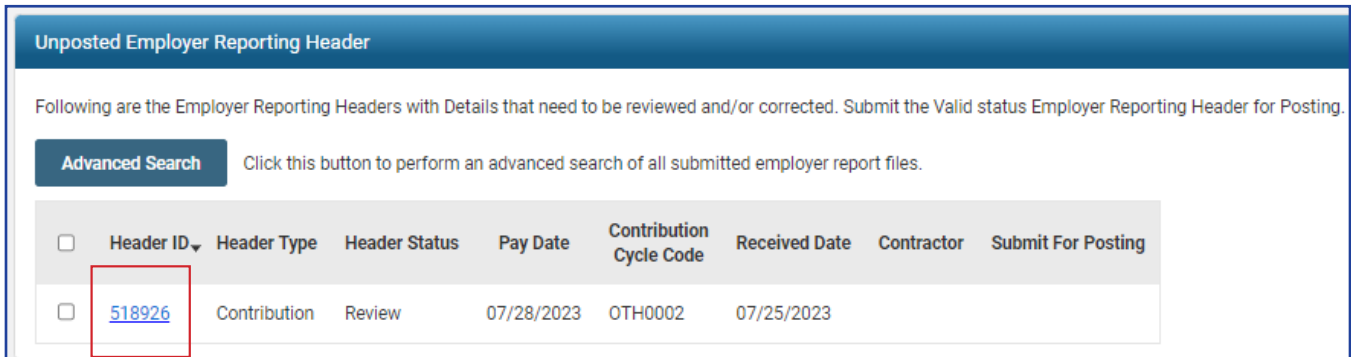 Unposted Employer Reporting Header
Following are the Employer Reporting Headers with Details that need to be reviewed and/or corrected. Submit the Valid status Employer Reporting Header for Posting.
Advanced Search Click this button to perform an advanced search of all submitted employer report files.
Header ID Header Type Header Status Pay Date Contribution Cycle Code Received Date Contractor Submit For Posting
518926 Contribution Review 07/28/2023 OTH0002 07/25/2023